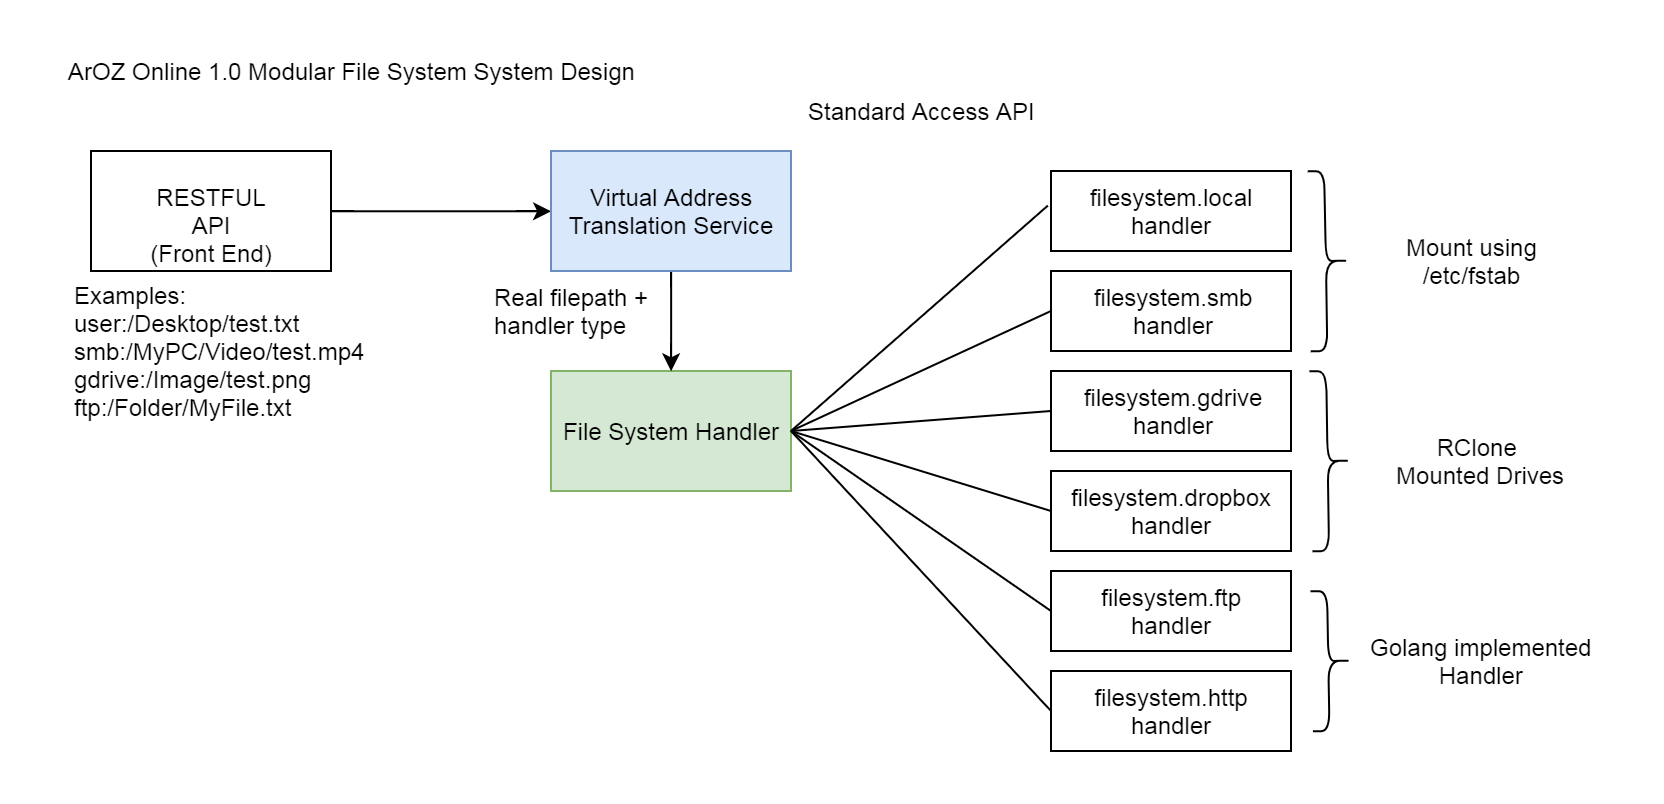 ArOZ Online 1.0 Modular File System System Design
Standard Access API
RESTFUL
API
(Front End)
Examples:
user:/Desktop/test.txt
smb:/MyPC/Video/test.mp4
gdrive:/Image/test.png
ftp:/Folder/MyFile.txt
Virtual Address
Translation Service
Real filepath +
handler type
File System Handler
filesystem.local
handler
filesystem.smb
handler
filesystem.gdrive
handler
filesystem.dropbox
handler
filesystem.ftp
handler
filesystem.http
handler
Mount using
/etc/fstab
RClone
Mounted Drives
Golang implemented
Handler